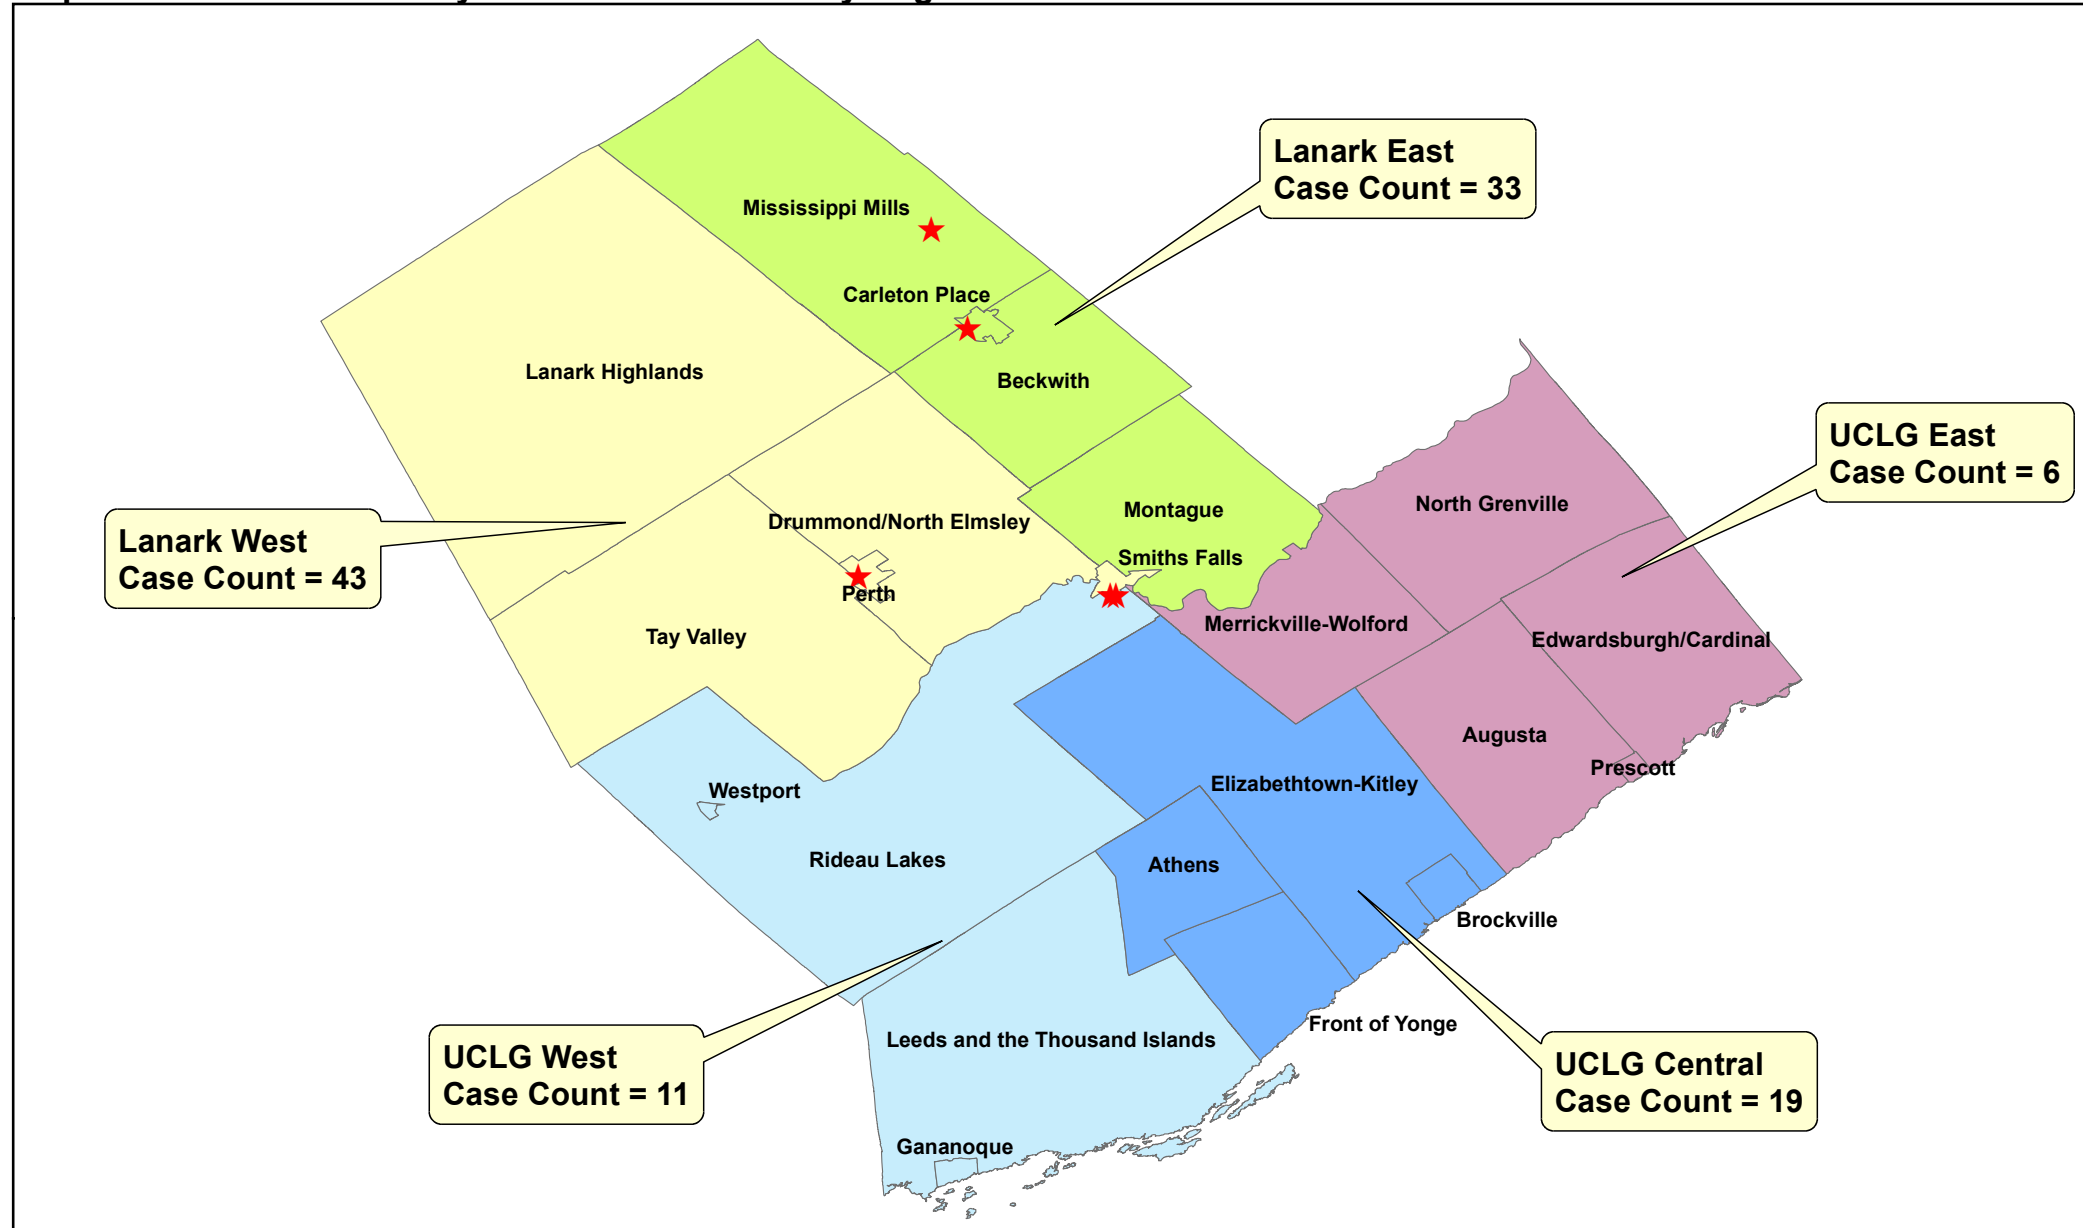 Lanark East
Case Count = 33
Mississippi Mills
Carleton Place
Lanark Highlands
Beckwith
UCLG East
Case Count = 6
North Grenville
Montague
Drummond/North Elmsley
Lanark West
Case Count = 43
Smiths Falls
Perth
Merrickville-Wolford
Tay Valley
Edwardsburgh/Cardinal
Augusta
Prescott
Elizabethtown-Kitley
Westport
Rideau Lakes
Athens
Brockville
Front of Yonge
Leeds and the Thousand Islands
UCLG West
Case Count = 11
UCLG Central
Case Count = 19
Gananoque